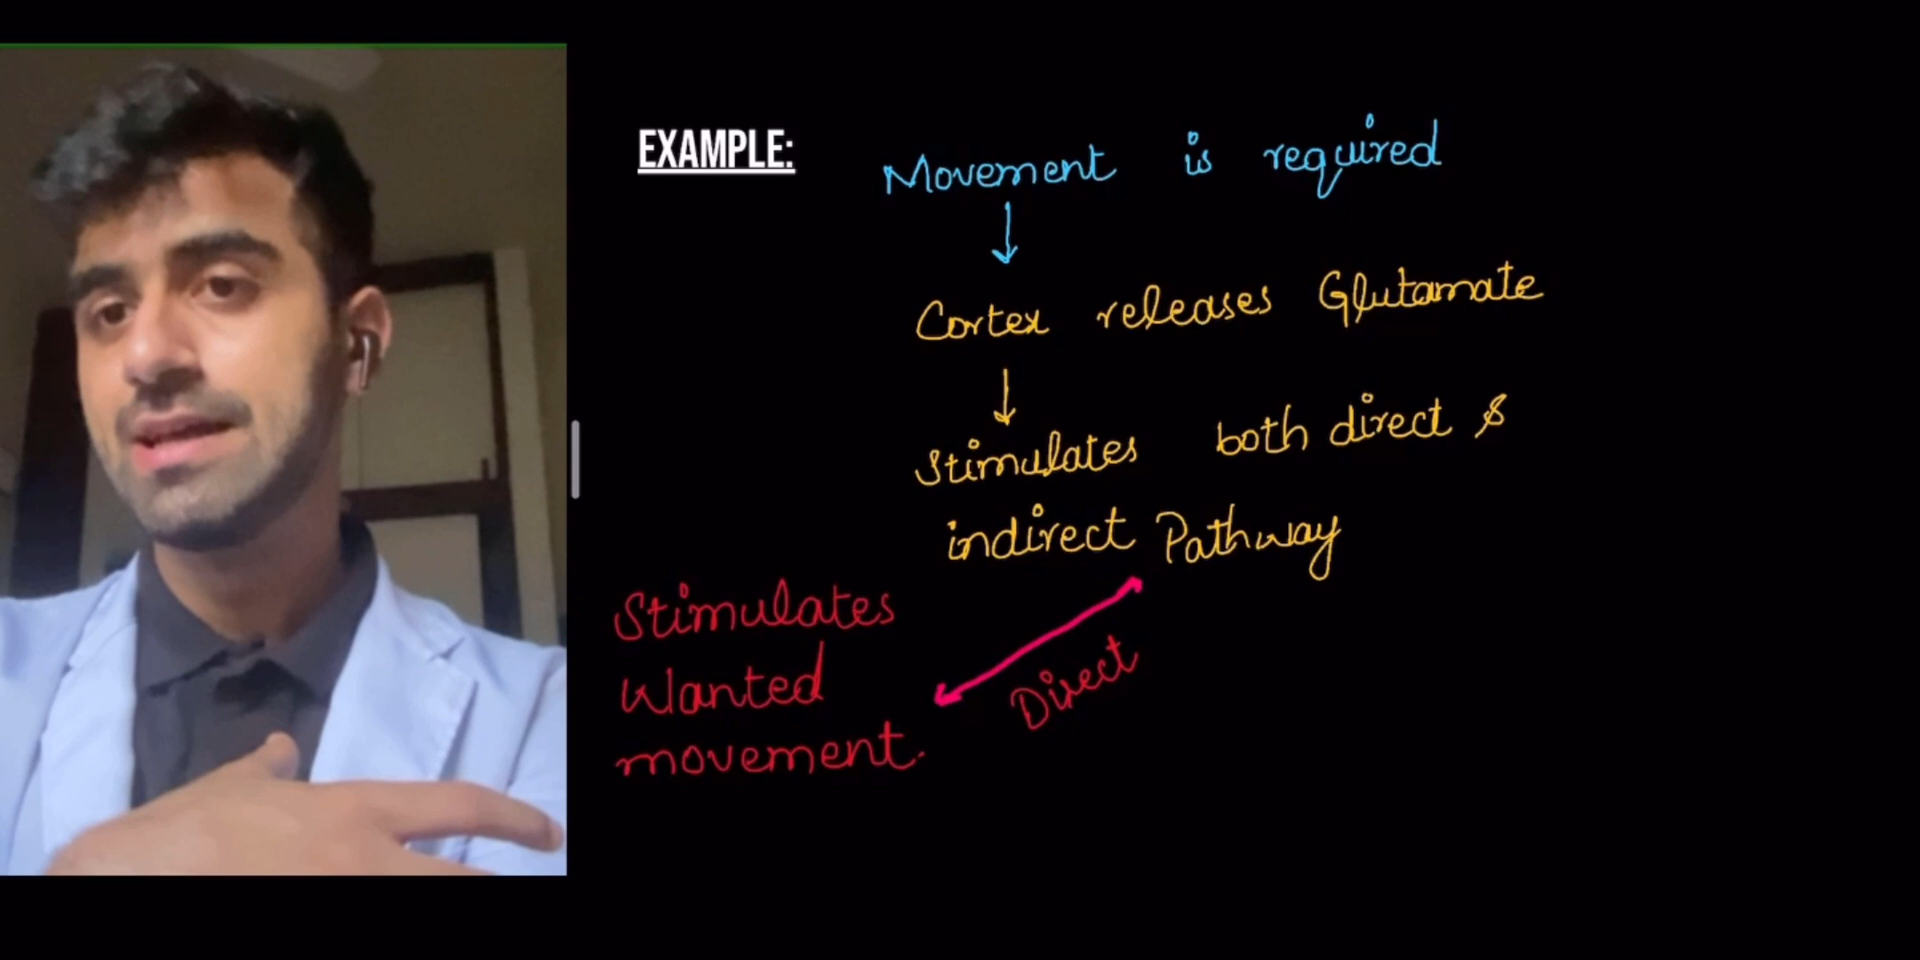 EXAMPLE:
Movement is required
Cortex releases Glutamate
Stimulates both direct &
indirect Pathway
Direct
Stimulates
Wanted
movement.